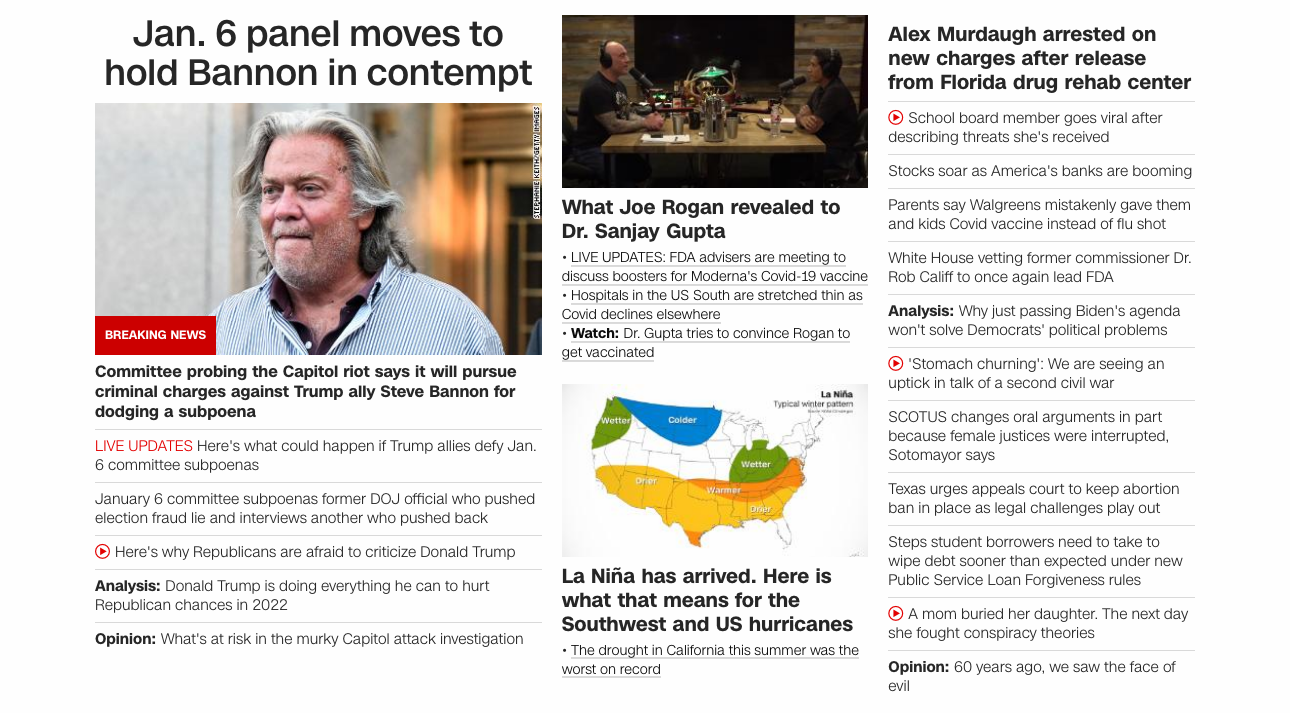 Jan. 6 panel moves to
hold Bannon in contempt
STEPHANIE KEITH/GETTY IMAGES
BREAKING NEWS
Committee probing the Capitol riot says it will pursue
criminal charges against Trump ally Steve Bannon for
dodging a subpoena
LIVE UPDATES Here's what could happen if Trump allies defy Jan.
6 committee subpoenas
January 6 committee subpoenas former DOJ official who pushed
election fraud lie and interviews another who pushed back
Here's why Republicans are afraid to criticize Donald Trump
Analysis: Donald Trump is doing everything he can to hurt
Republican chances in 2022
Opinion: What's at risk in the murky Capitol attack investigation
What Joe Rogan revealed to
Dr. Sanjay Gupta
• LIVE UPDATES: FDA advisers are meeting to
discuss boosters for Moderna's Covid-19 vaccine
• Hospitals in the US South are stretched thin as
Covid declines elsewhere
• Watch: Dr. Gupta tries to convince Rogan to
get vaccinated
La Niña
Typical winter pattern
Wetter
Colder
Wetter
Drier
Warmer
Drier
La Niña has arrived. Here is
what that means for the
Southwest and US hurricanes
• The drought in California this summer was the
worst on record
Alex Murdaugh arrested on
new charges after release
from Florida drug rehab center
School board member goes viral after
describing threats she's received
Stocks soar as America's banks are booming
Parents say Walgreens mistakenly gave them
and kids Covid vaccine instead of flu shot
White House vetting former commissioner Dr.
Rob Califf to once again lead FDA
Analysis: Why just passing Biden's agenda
won't solve Democrats' political problems
'Stomach churning': We are seeing an
uptick in talk of a second civil war
SCOTUS changes oral arguments in part
because female justices were interrupted,
Sotomayor says
Texas urges appeals court to keep abortion
ban in place as legal challenges play out
Steps student borrowers need to take to
wipe debt sooner than expected under new
Public Service Loan Forgiveness rules
A mom buried her daughter. The next day
she fought conspiracy theories
Opinion: 60 years ago, we saw the face of
evil